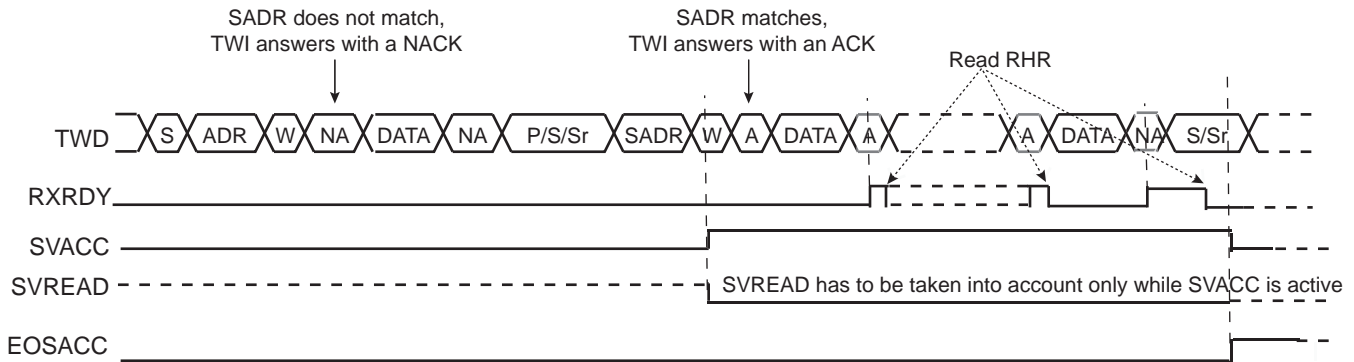 SADR does not match,
TWI answers with a NACK
SADR matches,
TWI answers with an ACK
Read RHR
TWD S ADR W NA DATA NA P/S/Sr SADR W A DATA A A DATA NA S/Sr
RXRDY
SVACC
SVREAD SVREAD has to be taken into account only while SVACC is active
EOSACC